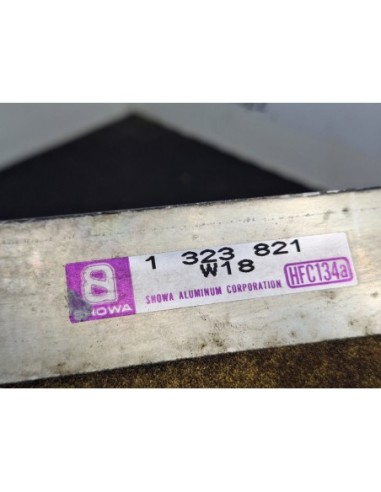 1 323 821
W18
SHOWA
SHOWA ALUMINUM CORPORATION
HFC134a